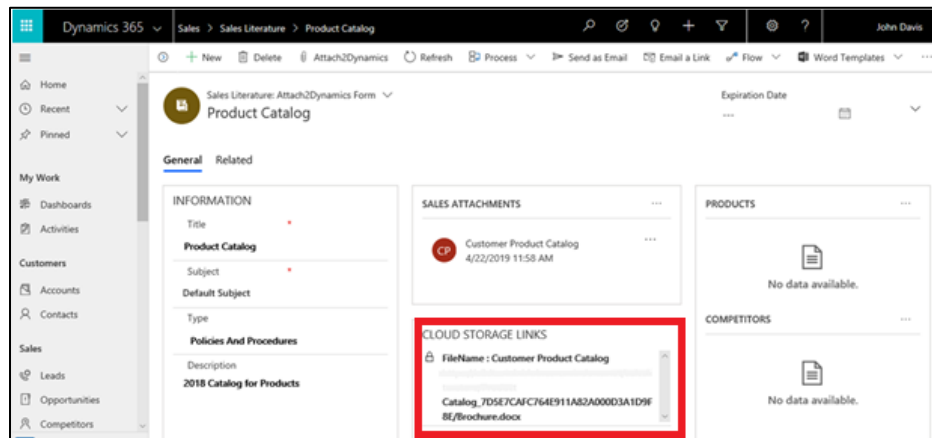 Dynamics 365
Sales > Sales Literature > Product Catalog
John Davis
New Delete Attach2Dynamics Refresh Process Send as Email Email a Link Flow Word Templates ...
Home
Recent
Pinned
My Work
Dashboards
Activities
Customers
Accounts
Contacts
Sales
Leads
Opportunities
Competitors
Sales Literature: Attach2Dynamics Form
Product Catalog
Expiration Date
---
General Related
INFORMATION
Title *
Product Catalog
Subject *
Default Subject
Type
Policies And Procedures
Description
2018 Catalog for Products
SALES ATTACHMENTS ...
CP
Customer Product Catalog ...
4/22/2019 11:58 AM
CLOUD STORAGE LINKS
FileName : Customer Product Catalog
Catalog_7D5E7CAFC764E911A82A000D3A1D9F
8E/Brochure.docx
PRODUCTS ...
No data available.
COMPETITORS ...
No data available.